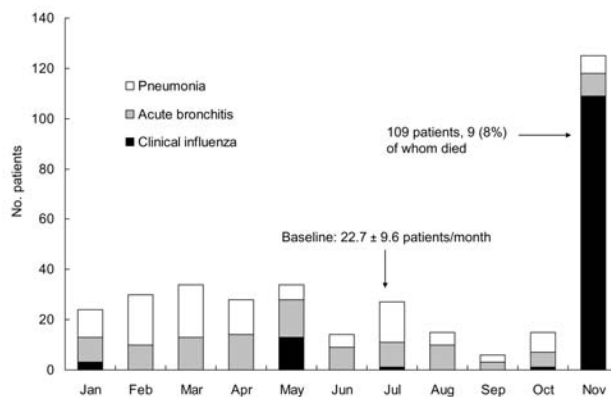 140
120
100
80
60
40
20
0
No. patients
Pneumonia
Acute bronchitis
Clinical influenza
109 patients, 9 (8%)
of whom died
Baseline: 22.7 ± 9.6 patients/month
Jan Feb Mar Apr May Jun Jul Aug Sep Oct Nov